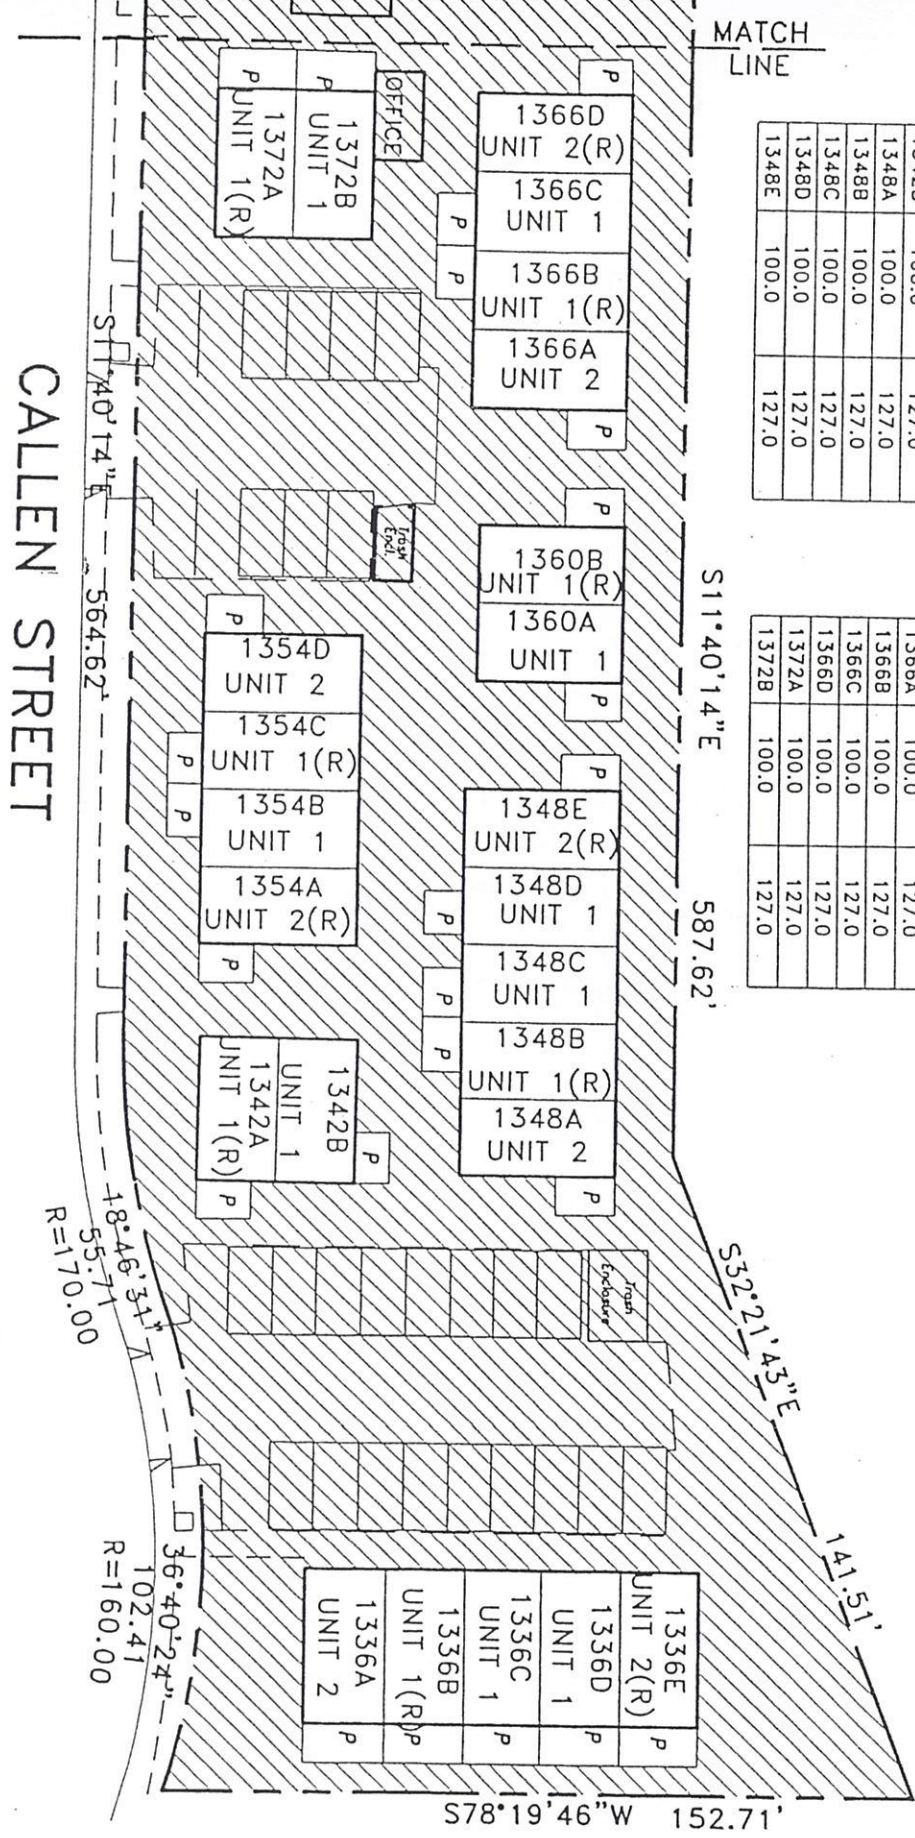 MATCH
LINE
1348A 100.0 127.0
1348B 100.0 127.0
1348C 100.0 127.0
1348D 100.0 127.0
1348E 100.0 127.0
1366A 100.0 127.0
1366B 100.0 127.0
1366C 100.0 127.0
1366D 100.0 127.0
1372A 100.0 127.0
1372B 100.0 127.0
OFFICE
P
P
1372B
UNIT 1
1372A
UNIT 1(R)
P
1366D
UNIT 2(R)
1366C
UNIT 1
P
P
1366B
UNIT 1(R)
1366A
UNIT 2
P
Trash
Encl.
P
1360B
UNIT 1(R)
1360A
UNIT 1
P
S11°40'14"E
587.62'
S11°40'14"E
564.62'
CALLEN STREET
P
1354D
UNIT 2
1354C
UNIT 1(R)
P
P
1354B
UNIT 1
1354A
UNIT 2(R)
P
P
1348E
UNIT 2(R)
1348D
UNIT 1
P
1348C
UNIT 1
P
P
1348B
UNIT 1(R)
1348A
UNIT 2
P
1342B
UNIT 1
1342A
UNIT 1(R)
P
P
18°46'31"
55.71
R=170.00
Trash
Enclosure
S32°21'43"E
141.51'
36°40'24"
102.41
R=160.00
1336E
UNIT 2(R)
1336D
UNIT 1
1336C
UNIT 1
1336B
UNIT 1(R)
1336A
UNIT 2
P
P
P
P
P
S78°19'46"W 152.71'